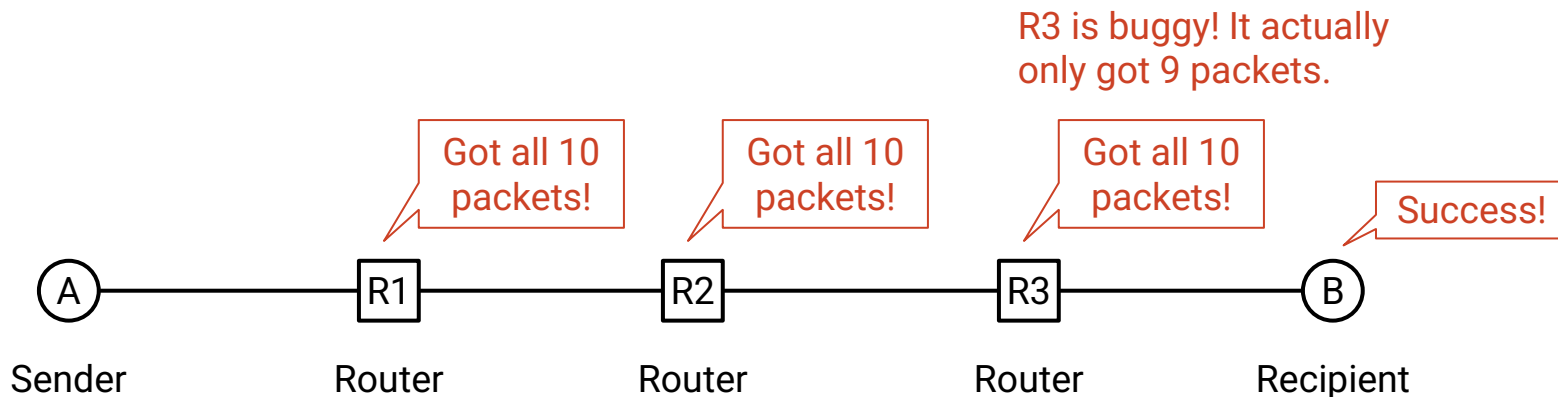 R3 is buggy! It actually
only got 9 packets.
Got all 10
packets!
Got all 10
packets!
Got all 10
packets!
Success!
A
R1
R2
R3
B
Sender
Router
Router
Router
Recipient